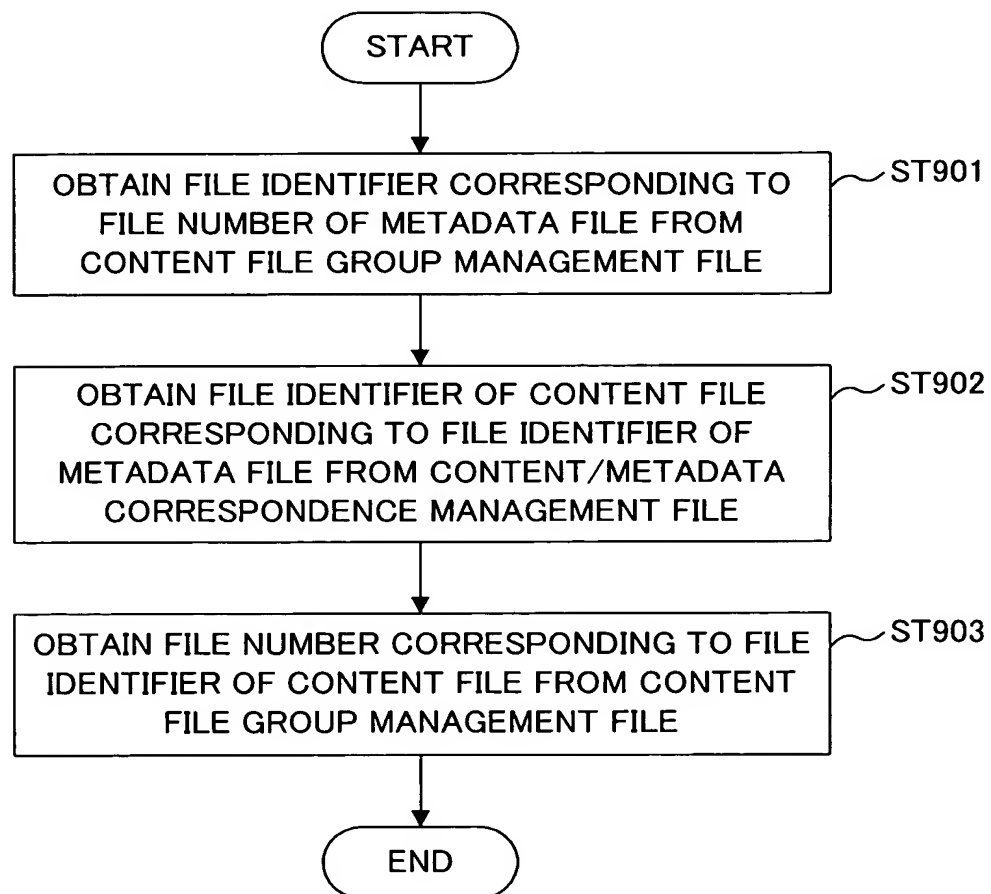 START
OBTAIN FILE IDENTIFIER CORRESPONDING TO
FILE NUMBER OF METADATA FILE FROM
CONTENT FILE GROUP MANAGEMENT FILE
ST901
OBTAIN FILE IDENTIFIER OF CONTENT FILE
CORRESPONDING TO FILE IDENTIFIER OF
METADATA FILE FROM CONTENT/METADATA
CORRESPONDENCE MANAGEMENT FILE
ST902
OBTAIN FILE NUMBER CORRESPONDING TO FILE
IDENTIFIER OF CONTENT FILE FROM CONTENT
FILE GROUP MANAGEMENT FILE
ST903
END